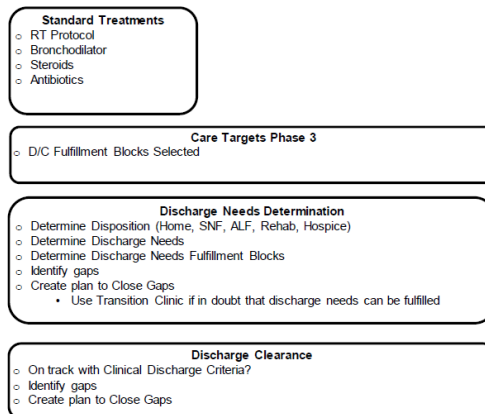 Standard Treatments
○ RT Protocol
○ Bronchodilator
○ Steroids
○ Antibiotics
Care Targets Phase 3
○ D/C Fulfillment Blocks Selected
Discharge Needs Determination
○ Determine Disposition (Home, SNF, ALF, Rehab, Hospice)
○ Determine Discharge Needs
○ Determine Discharge Needs Fulfillment Blocks
○ Identify gaps
○ Create plan to Close Gaps
• Use Transition Clinic if in doubt that discharge needs can be fulfilled
Discharge Clearance
○ On track with Clinical Discharge Criteria?
○ Identify gaps
○ Create plan to Close Gaps